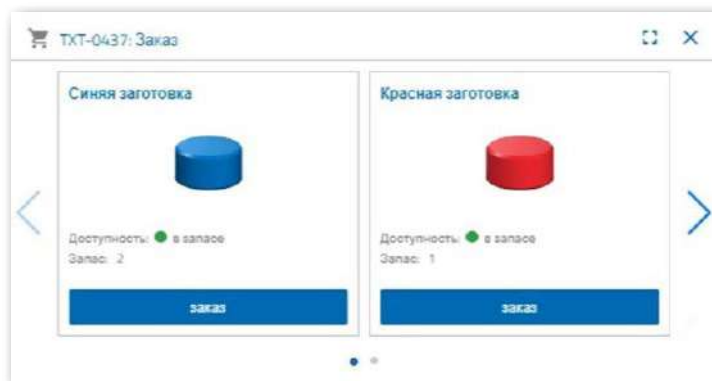 TXT-0437: Заказ
Синяя заготовка
Доступность: в запасе
Запас: 2
заказ
Красная заготовка
Доступность: в запасе
Запас: 1
заказ